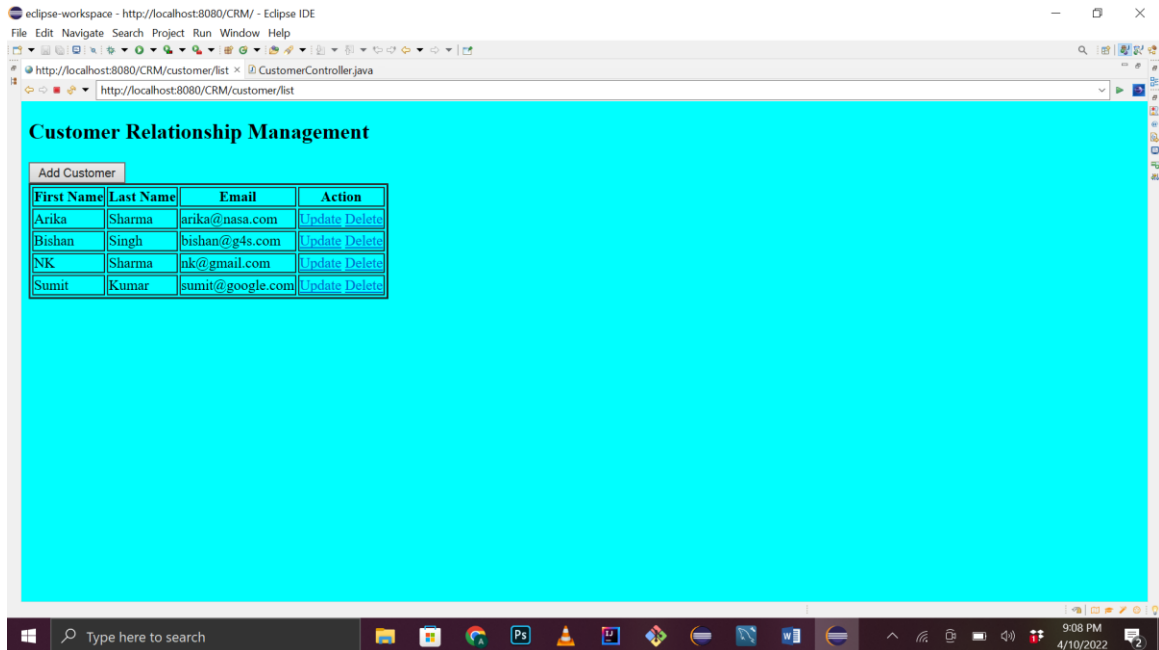 eclipse-workspace - http://localhost:8080/CRM/ - Eclipse IDE
File Edit Navigate Search Project Run Window Help
http://localhost:8080/CRM/customer/list CustomerController.java
http://localhost:8080/CRM/customer/list
Customer Relationship Management
Add Customer
First Name Last Name Email Action
Arika Sharma arika@nasa.com Update Delete
Bishan Singh bishan@g4s.com Update Delete
NK Sharma nk@gmail.com Update Delete
Sumit Kumar sumit@google.com Update Delete
Type here to search
Ps
9:08 PM
4/10/2022
2